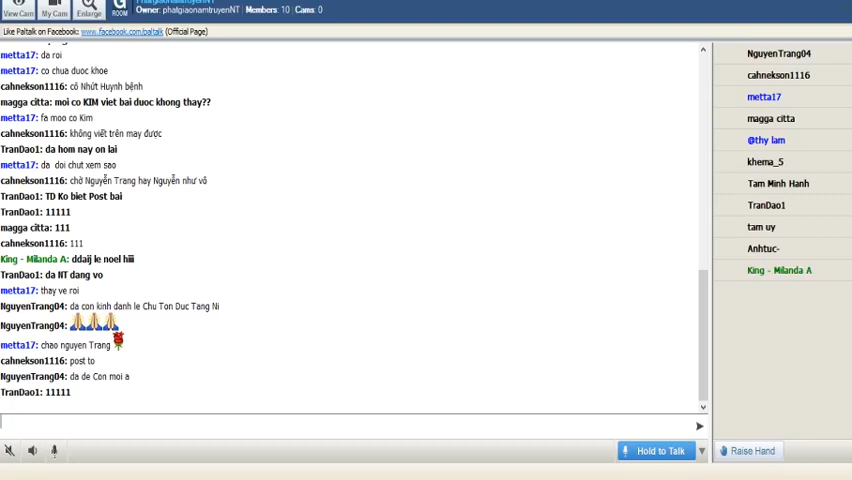 Owner: phatgiaonamtruyenNT | Members: 10 | Cams: 0
View Cam
My Cam
Enlarge
G
ROOM
Like Paltalk on Facebook: www.facebook.com/paltalk (Official Page)
metta17: da roi
metta17: co chua duoc khoe
cahnekson1116: cô Nhứt Huỳnh bệnh
magga citta: moi co KIM viet bai duoc khong thay??
metta17: fa moo co Kim
cahnekson1116: không viết trên may được
TranDao1: da hom nay on lai
metta17: da doi chut xem sao
cahnekson1116: chờ Nguyễn Trang hay Nguyễn như vô
TranDao1: TD Ko biet Post bai
TranDao1: 11111
magga citta: 111
cahnekson1116: 111
King - Milanda A: ddaij le noel hiii
TranDao1: da NT dang vo
metta17: thay ve roi
NguyenTrang04: da con kinh danh le Chu Ton Duc Tang Ni
NguyenTrang04:
metta17: chao nguyen Trang
cahnekson1116: post to
NguyenTrang04: da de Con moi a
TranDao1: 11111
NguyenTrang04
cahnekson1116
metta17
magga citta
@thy lam
khema_5
Tam Minh Hanh
TranDao1
tam uy
Anhtuc-
King - Milanda A
Hold to Talk
Raise Hand